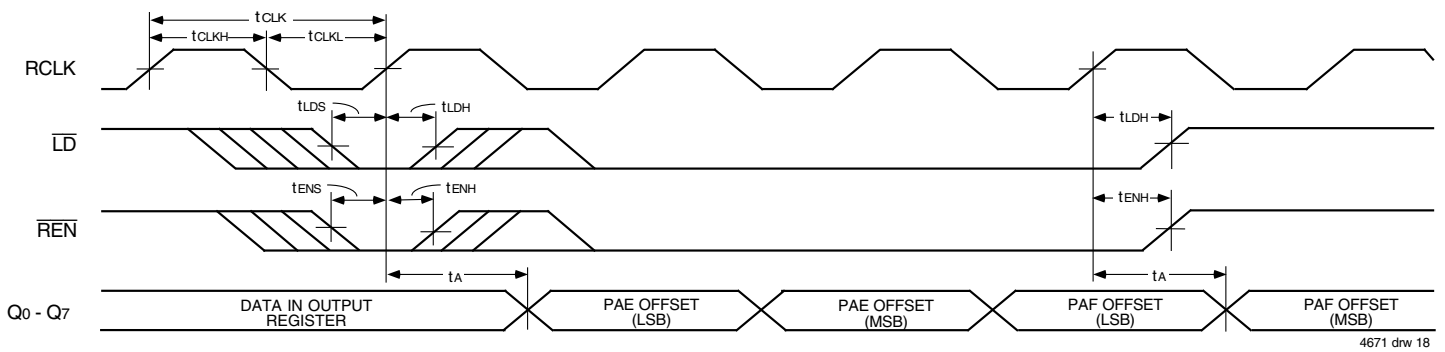 tCLK
tCLKH tCLKL
RCLK
tLDS tLDH tLDH
LD
tENS tENH tENH
REN
tA tA
Q0 - Q7 DATA IN OUTPUT REGISTER PAE OFFSET (LSB) PAE OFFSET (MSB) PAF OFFSET (LSB) PAF OFFSET (MSB)
4671 drw 18